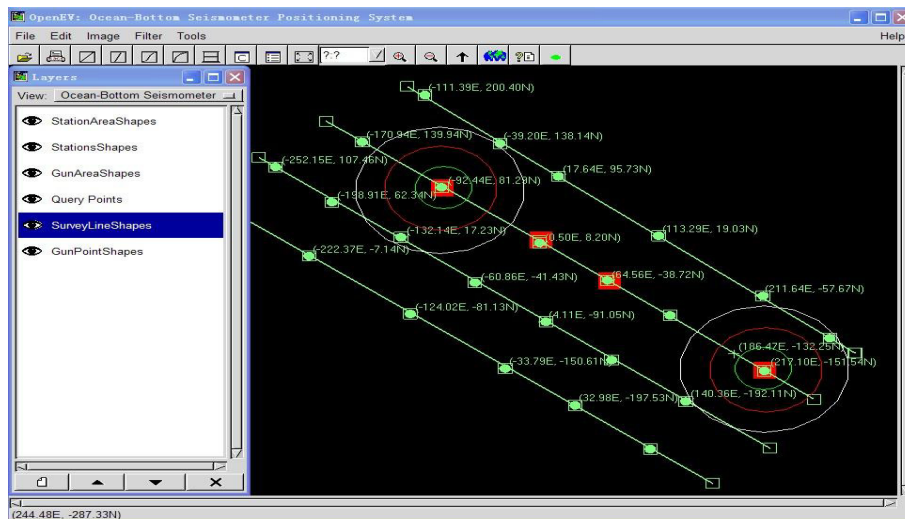 OpenEV: Ocean-Bottom Seismometer Positioning System
File Edit Image Filter Tools Help
?:?
Layers
View: Ocean-Bottom Seismometer
StationAreaShapes
StationsShapes
GunAreaShapes
Query Points
SurveyLineShapes
GunPointShapes
(-111.39E, 200.40N)
(-170.94E, 139.94N)
(-39.20E, 138.14N)
(-252.15E, 107.46N)
(-92.44E, 81.29N)
(17.64E, 95.73N)
(-198.91E, 62.34N)
(-132.14E, 17.23N)
(0.50E, 8.20N)
(113.29E, 19.03N)
(-222.37E, -7.14N)
(-60.86E, -41.43N)
(64.56E, -38.72N)
(211.64E, -57.67N)
(-124.02E, -81.13N)
(4.11E, -91.05N)
(186.47E, -132.25N)
(-33.79E, -150.61N)
(217.10E, -151.54N)
(32.98E, -197.53N)
(140.36E, -192.11N)
(244.48E, -287.33N)